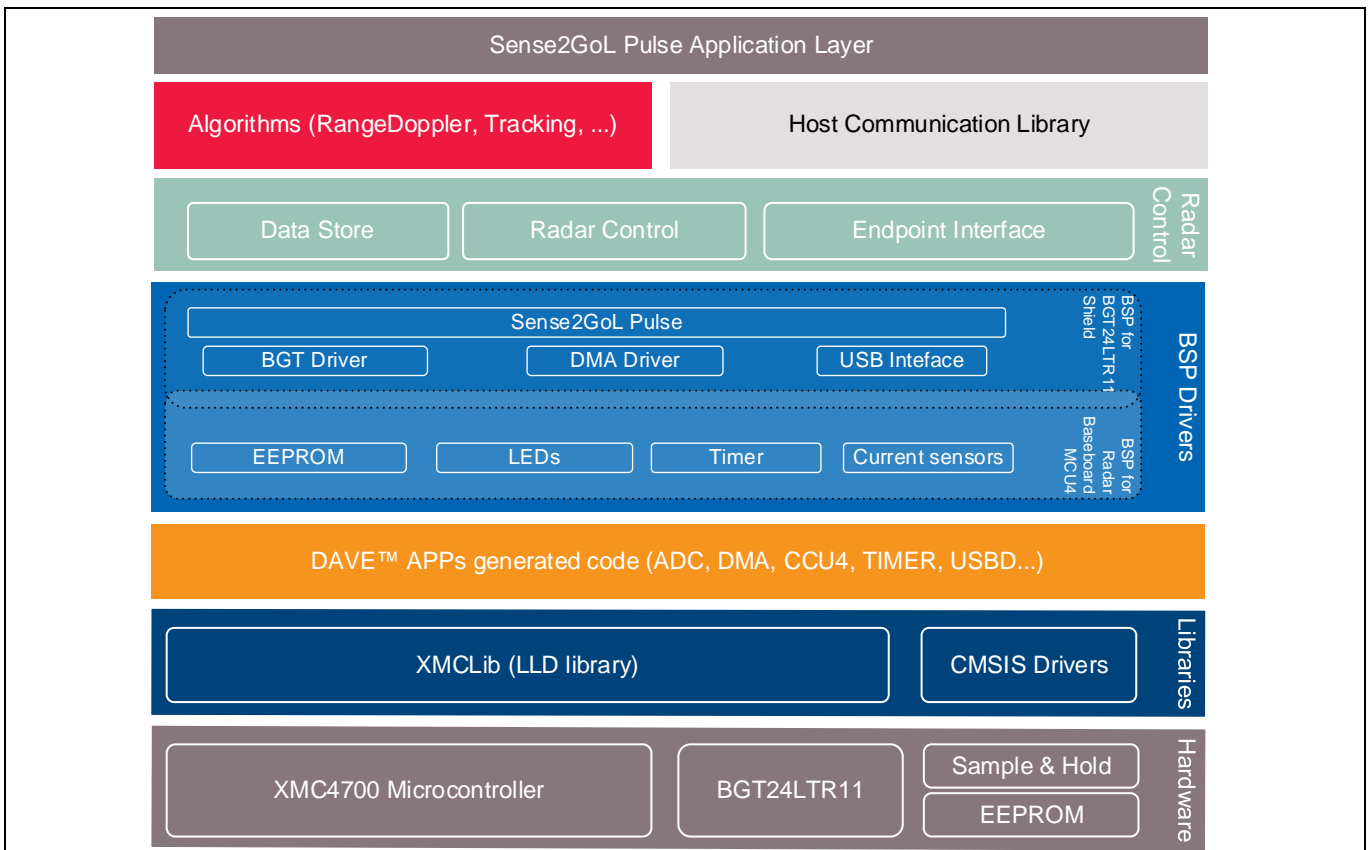 Sense2GoL Pulse Application Layer
Algorithms (RangeDoppler, Tracking, ...)
Host Communication Library
Data Store
Radar Control
Endpoint Interface
Radar
Control
Sense2GoL Pulse
BGT Driver
DMA Driver
USB Inteface
BSP for
BGT24LTR11
Shield
EEPROM
LEDs
Timer
Current sensors
BSP for
Radar
Baseboard
MCU4
BSP Drivers
DAVE™ APPs generated code (ADC, DMA, CCU4, TIMER, USBD...)
XMCLib (LLD library)
CMSIS Drivers
Libraries
XMC4700 Microcontroller
BGT24LTR11
Sample & Hold
EEPROM
Hardware